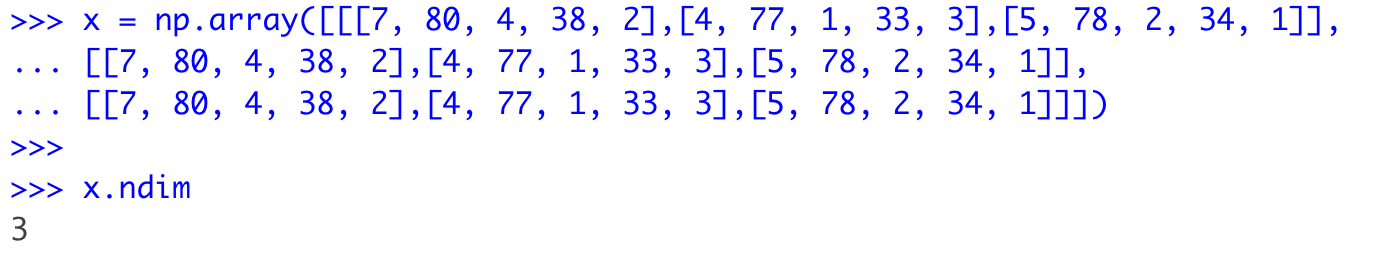 >>> x = np.array([[[7, 80, 4, 38, 2],[4, 77, 1, 33, 3],[5, 78, 2, 34, 1]],
... [[7, 80, 4, 38, 2],[4, 77, 1, 33, 3],[5, 78, 2, 34, 1]],
... [[7, 80, 4, 38, 2],[4, 77, 1, 33, 3],[5, 78, 2, 34, 1]]])
>>>
>>> x.ndim
3